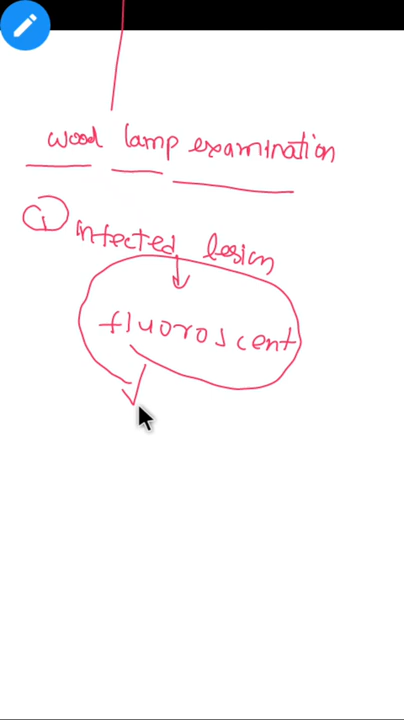 wood lamp examination
① infected lesion
fluoroscent